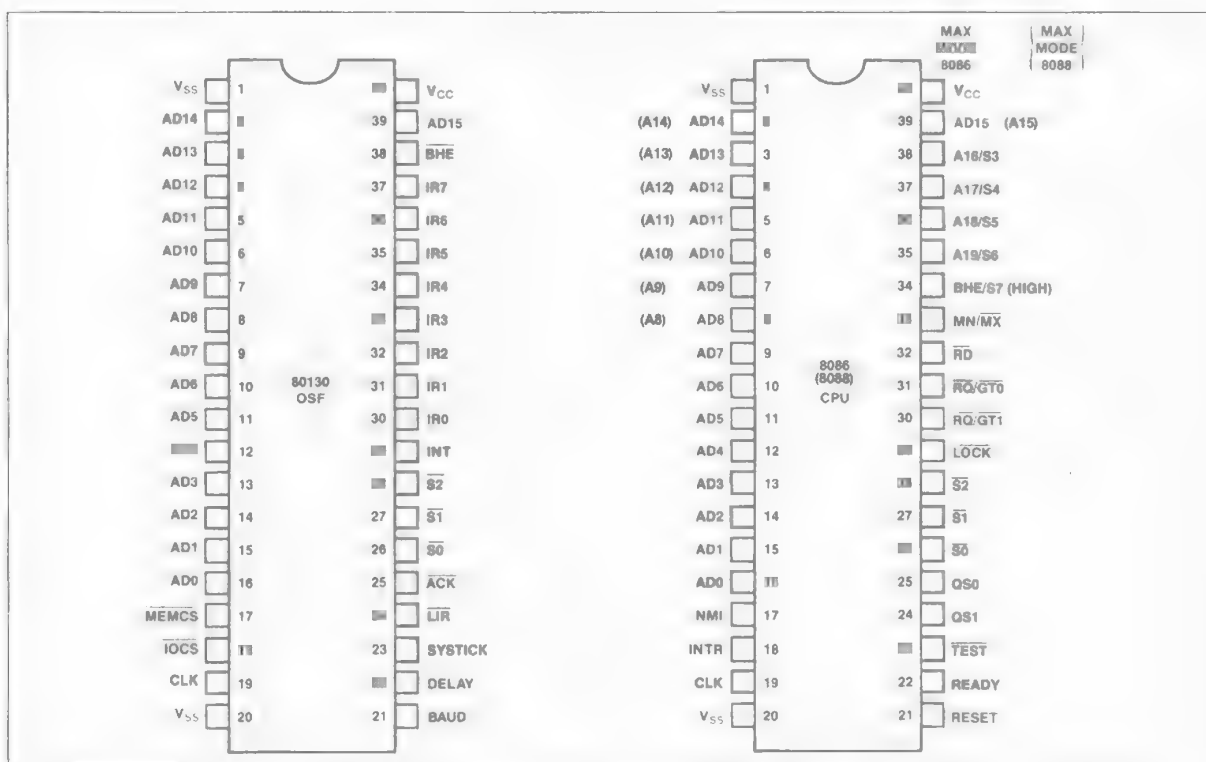 MAX MAX
8086 MODE
8088
VSS 1 VCC
AD14 39 AD15
AD13 38 BHE
AD12 37 IR7
AD11 5 IR6
AD10 6 35 IR5
AD9 7 34 IR4
AD8 8 IR3
AD7 9 32 IR2
AD6 10 31 IR1
AD5 11 30 IR0
12 INT
AD3 13 S2
AD2 14 27 S1
AD1 15 26 S0
AD0 16 25 ACK
MEMCS 17 LIR
IOCS 23 SYSTICK
CLK 19 DELAY
VSS 20 21 BAUD
80130
OSF
VSS 1 VCC
(A14) AD14 39 AD15 (A15)
(A13) AD13 3 38 A16/S3
(A12) AD12 37 A17/S4
(A11) AD11 5 A18/S5
(A10) AD10 6 35 A19/S6
(A9) AD9 7 34 BHE/S7 (HIGH)
(A8) AD8 MN/MX
AD7 9 32 RD
AD6 10 31 RQ/GT0
AD5 11 30 RQ/GT1
AD4 12 LOCK
AD3 13 S2
AD2 14 27 S1
AD1 15 S0
AD0 25 QS0
NMI 17 24 QS1
INTR 18 TEST
CLK 19 22 READY
VSS 20 21 RESET
8086
(8088)
CPU